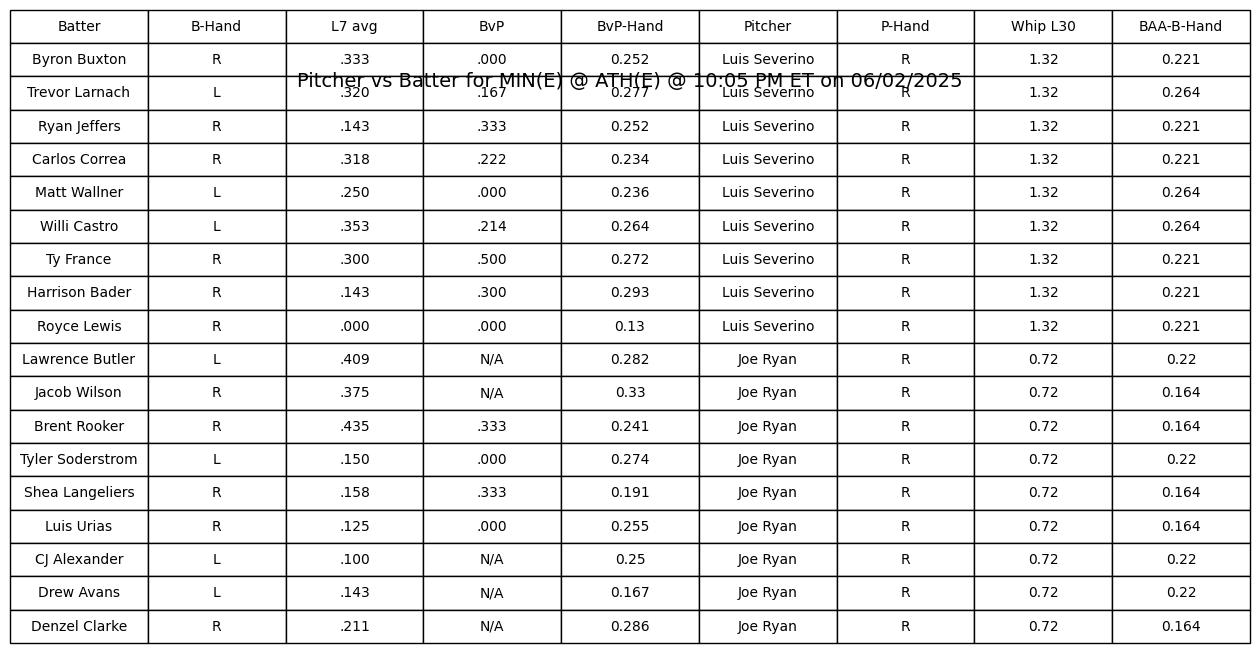 Batter B-Hand L7 avg BvP BvP-Hand Pitcher P-Hand Whip L30 BAA-B-Hand
Byron Buxton R .333 .000 0.252 Luis Severino R 1.32 0.221
Pitcher vs Batter for MIN(E) @ ATH(E) @ 10:05 PM ET on 06/02/2025
Trevor Larnach L .320 .167 0.277 Luis Severino R 1.32 0.264
Ryan Jeffers R .143 .333 0.252 Luis Severino R 1.32 0.221
Carlos Correa R .318 .222 0.234 Luis Severino R 1.32 0.221
Matt Wallner L .250 .000 0.236 Luis Severino R 1.32 0.264
Willi Castro L .353 .214 0.264 Luis Severino R 1.32 0.264
Ty France R .300 .500 0.272 Luis Severino R 1.32 0.221
Harrison Bader R .143 .300 0.293 Luis Severino R 1.32 0.221
Royce Lewis R .000 .000 0.13 Luis Severino R 1.32 0.221
Lawrence Butler L .409 N/A 0.282 Joe Ryan R 0.72 0.22
Jacob Wilson R .375 N/A 0.33 Joe Ryan R 0.72 0.164
Brent Rooker R .435 .333 0.241 Joe Ryan R 0.72 0.164
Tyler Soderstrom L .150 .000 0.274 Joe Ryan R 0.72 0.22
Shea Langeliers R .158 .333 0.191 Joe Ryan R 0.72 0.164
Luis Urias R .125 .000 0.255 Joe Ryan R 0.72 0.164
CJ Alexander L .100 N/A 0.25 Joe Ryan R 0.72 0.22
Drew Avans L .143 N/A 0.167 Joe Ryan R 0.72 0.22
Denzel Clarke R .211 N/A 0.286 Joe Ryan R 0.72 0.164